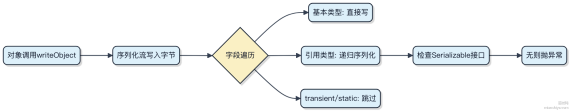 基本类型: 直接写
对象调用writeObject
序列化流写入字节
字段遍历
引用类型: 递归序列化
检查Serializable接口
无则抛异常
transient/static: 跳过